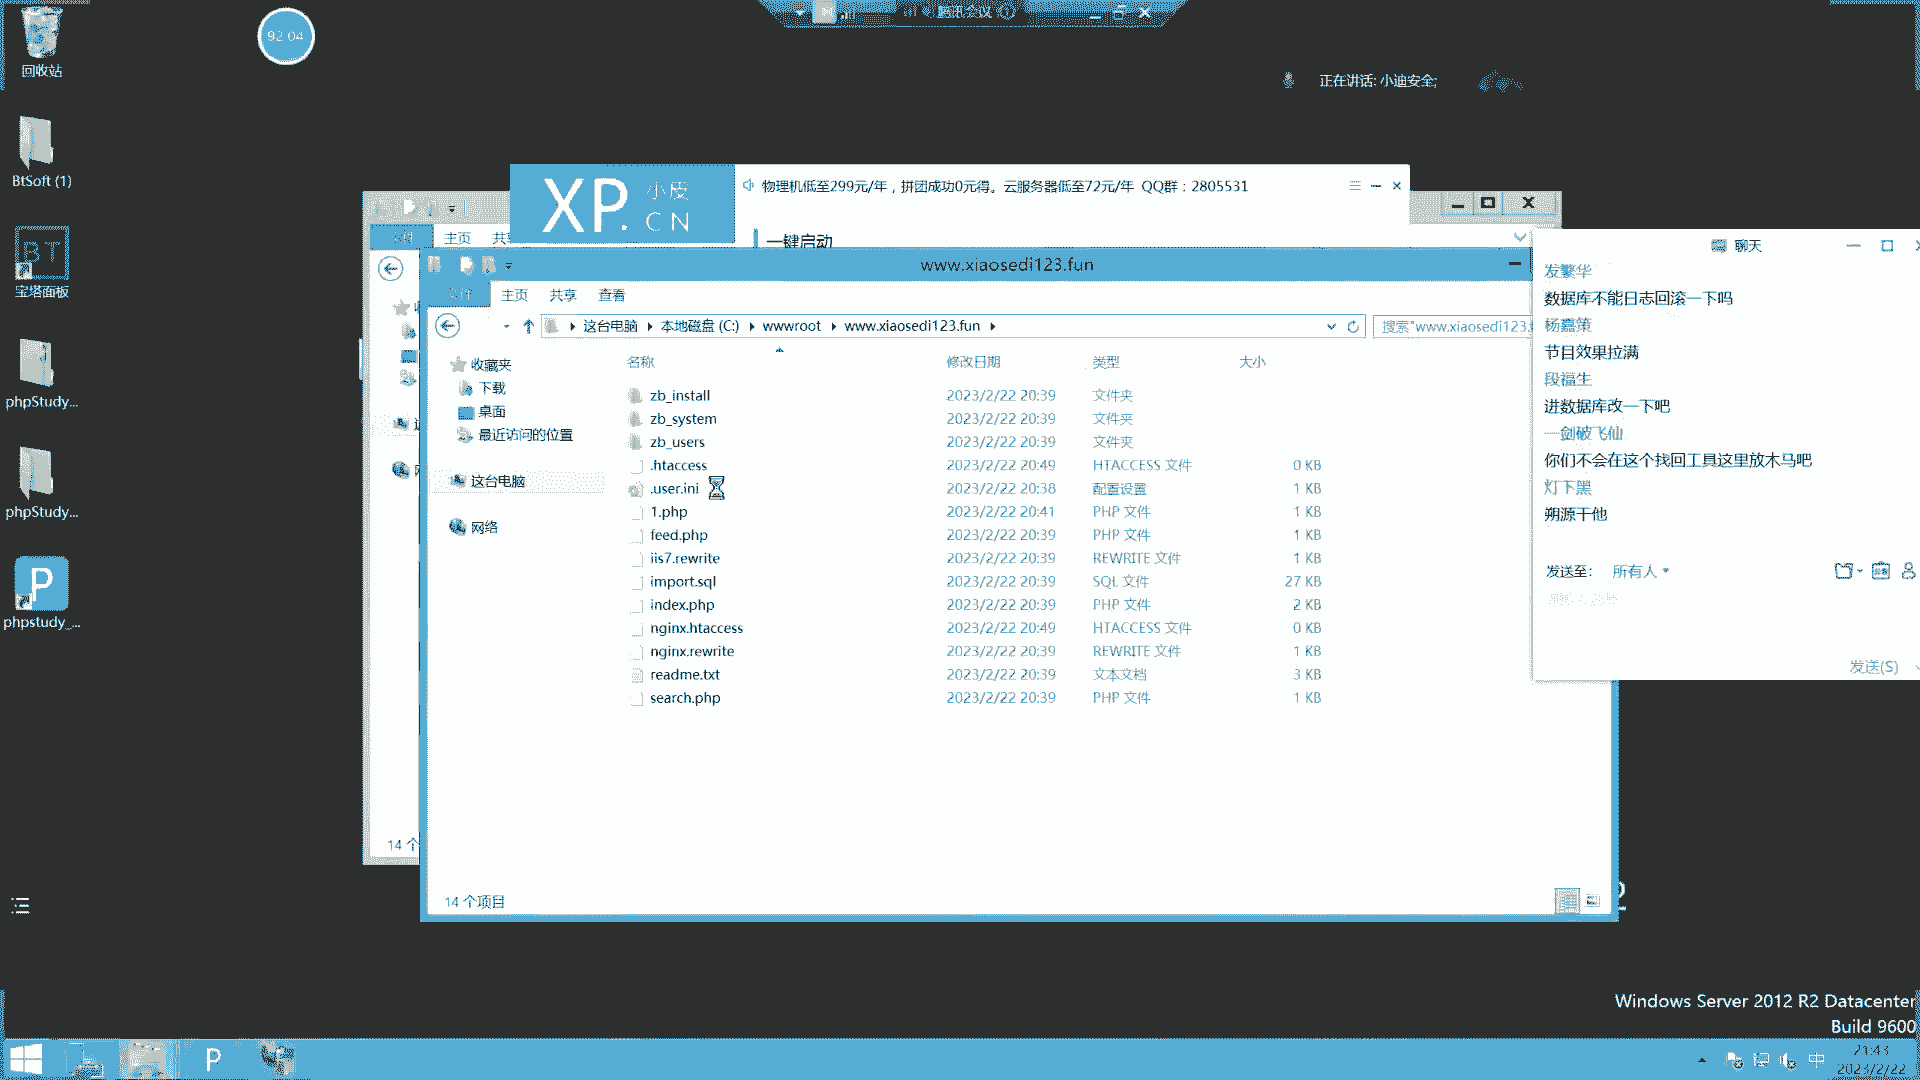 回收站
BtSoft (1)
BT
宝塔面板
phpStudy...
phpStudy...
P
phpstudy_...
92:04
腾讯会议
正在讲话: 小迪安全;
XP.
小皮
CN
物理机低至299元/年，拼团成功0元得。云服务器低至72元/年 QQ群：2805531
一键启动
主页
14 个
www.xiaosedi123.fun
文件
主页
共享
查看
这台电脑
本地磁盘 (C:)
wwwroot
www.xiaosedi123.fun
搜索"www.xiaosedi123.
收藏夹
下载
桌面
最近访问的位置
这台电脑
网络
名称 修改日期 类型 大小
zb_install 2023/2/22 20:39 文件夹
zb_system 2023/2/22 20:39 文件夹
zb_users 2023/2/22 20:39 文件夹
.htaccess 2023/2/22 20:49 HTACCESS 文件 0 KB
.user.ini 2023/2/22 20:38 配置设置 1 KB
1.php 2023/2/22 20:41 PHP 文件 1 KB
feed.php 2023/2/22 20:39 PHP 文件 1 KB
iis7.rewrite 2023/2/22 20:39 REWRITE 文件 1 KB
import.sql 2023/2/22 20:39 SQL 文件 27 KB
index.php 2023/2/22 20:39 PHP 文件 2 KB
nginx.htaccess 2023/2/22 20:49 HTACCESS 文件 0 KB
nginx.rewrite 2023/2/22 20:39 REWRITE 文件 1 KB
readme.txt 2023/2/22 20:39 文本文档 3 KB
search.php 2023/2/22 20:39 PHP 文件 1 KB
14 个项目
聊天
发繁华
数据库不能日志回滚一下吗
杨嘉策
节目效果拉满
段福生
进数据库改一下吧
一剑破飞仙
你们不会在这个找回工具这里放木马吧
灯下黑
朔源干他
发送至:
所有人
发送(S)
Windows Server 2012 R2 Datacenter
Build 9600
P
中
21:43
2023/2/22